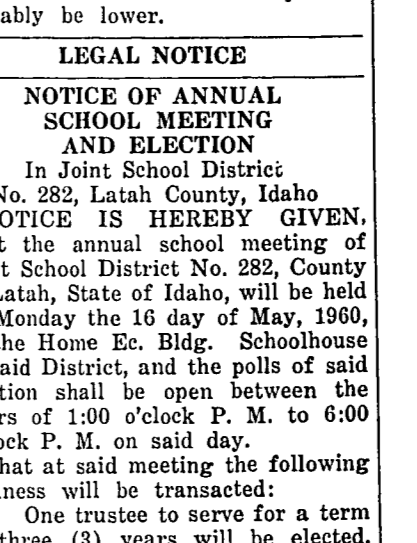 ably be lower.
LEGAL NOTICE
NOTICE OF ANNUAL
SCHOOL MEETING
AND ELECTION
In Joint School District
No. 282, Latah County, Idaho
OTICE IS HEREBY GIVEN,
t the annual school meeting of
t School District No. 282, County
Latah, State of Idaho, will be held
Monday the 16 day of May, 1960,
the Home Ec. Bldg. Schoolhouse
aid District, and the polls of said
tion shall be open between the
rs of 1:00 o'clock P. M. to 6:00
ock P. M. on said day.
hat at said meeting the following
iness will be transacted:
One trustee to serve for a term
three (3) years will be elected.